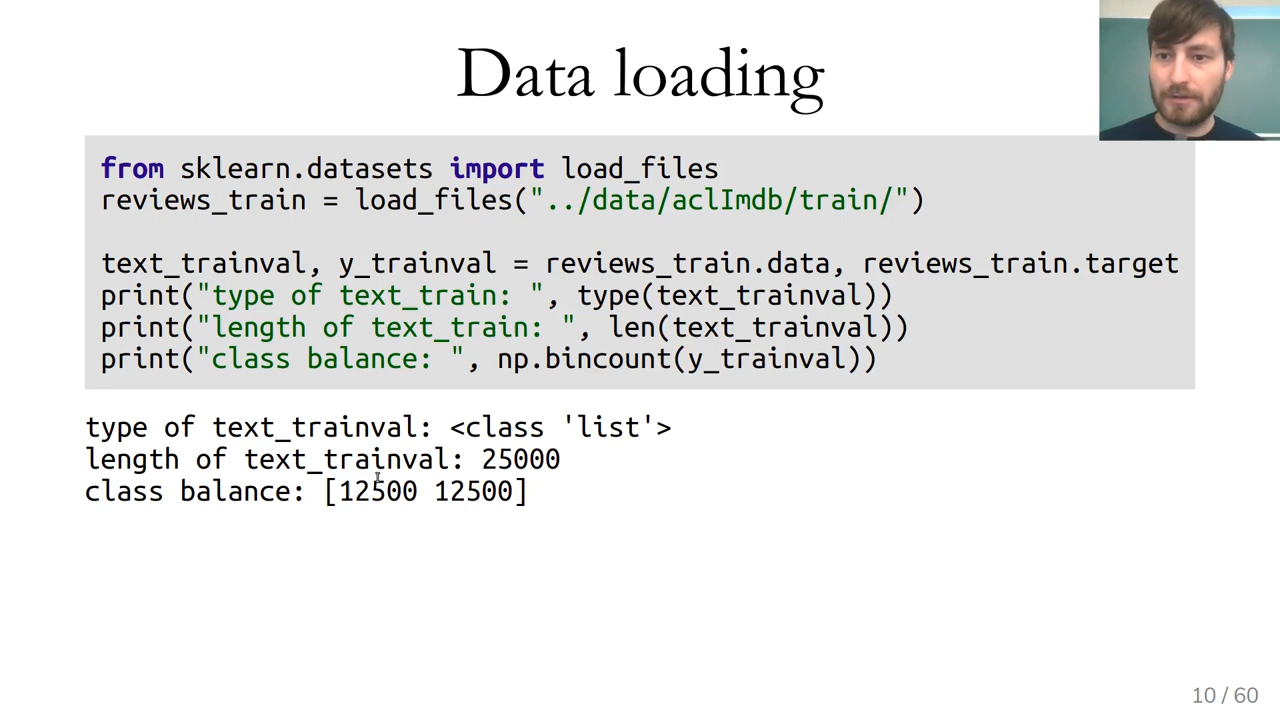 Data loading
from sklearn.datasets import load_files
reviews_train = load_files("../data/aclImdb/train/")
text_trainval, y_trainval = reviews_train.data, reviews_train.target
print("type of text_train: ", type(text_trainval))
print("length of text_train: ", len(text_trainval))
print("class balance: ", np.bincount(y_trainval))
type of text_trainval: <class 'list'>
length of text_trainval: 25000
class balance: [12500 12500]
10 / 60